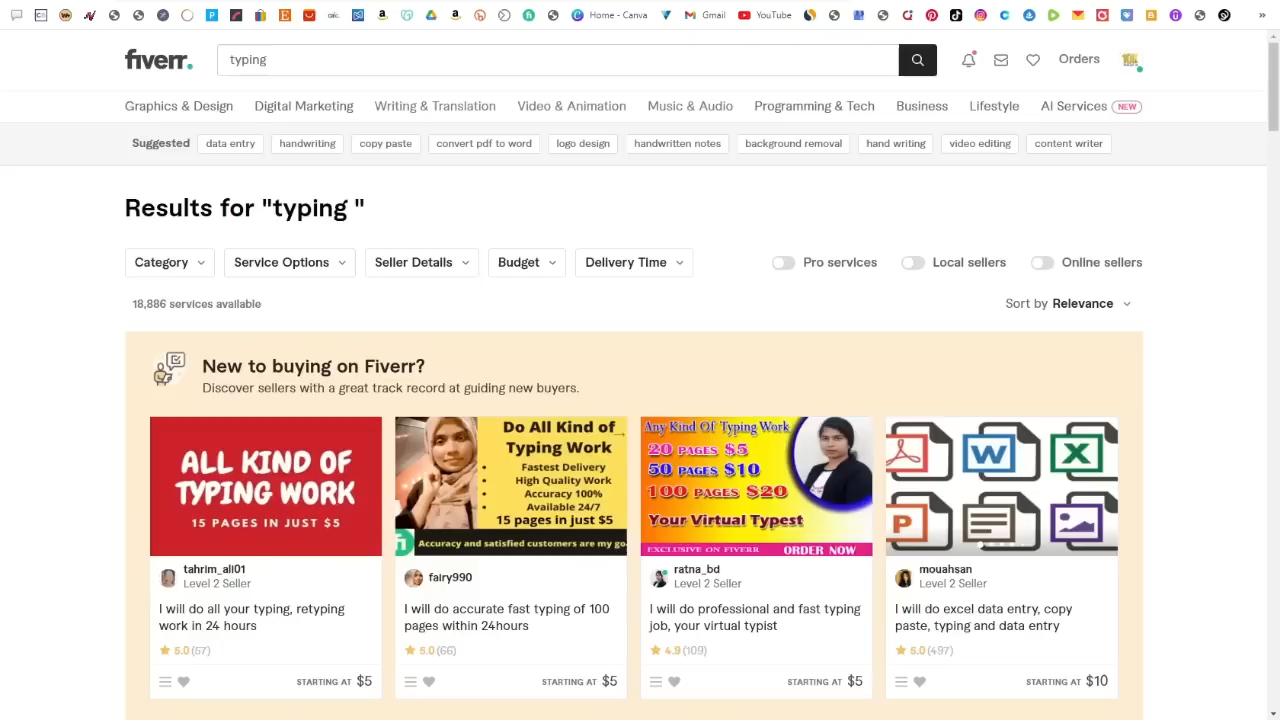 Home - Canva
Gmail
YouTube
»
fiverr.
typing
Orders
Graphics & Design
Digital Marketing
Writing & Translation
Video & Animation
Music & Audio
Programming & Tech
Business
Lifestyle
AI Services NEW
Suggested
data entry
handwriting
copy paste
convert pdf to word
logo design
handwritten notes
background removal
hand writing
video editing
content writer
Results for "typing "
Category
Service Options
Seller Details
Budget
Delivery Time
Pro services
Local sellers
Online sellers
18,886 services available
Sort by Relevance
New to buying on Fiverr?
Discover sellers with a great track record at guiding new buyers.
ALL KIND OF
TYPING WORK
15 PAGES IN JUST $5
tahrim_ali01
Level 2 Seller
I will do all your typing, retyping
work in 24 hours
5.0 (57)
STARTING AT $5
Do All Kind of
Typing Work
• Fastest Delivery
• High Quality Work
• Accuracy 100%
• Available 24/7
15 pages in just $5
fi
Accuracy and satisfied customers are my go
fairy990
I will do accurate fast typing of 100
pages within 24hours
5.0 (66)
STARTING AT $5
Any Kind Of Typing Work
20 PAGES $5
50 PAGES $10
100 PAGES $20
Your Virtual Typest
EXCLUSIVE ON FIVERR ORDER NOW
ratna_bd
Level 2 Seller
I will do professional and fast typing
job, your virtual typist
4.9 (109)
STARTING AT $5
W
X
P
mouahsan
Level 2 Seller
I will do excel data entry, copy
paste, typing and data entry
5.0 (497)
STARTING AT $10